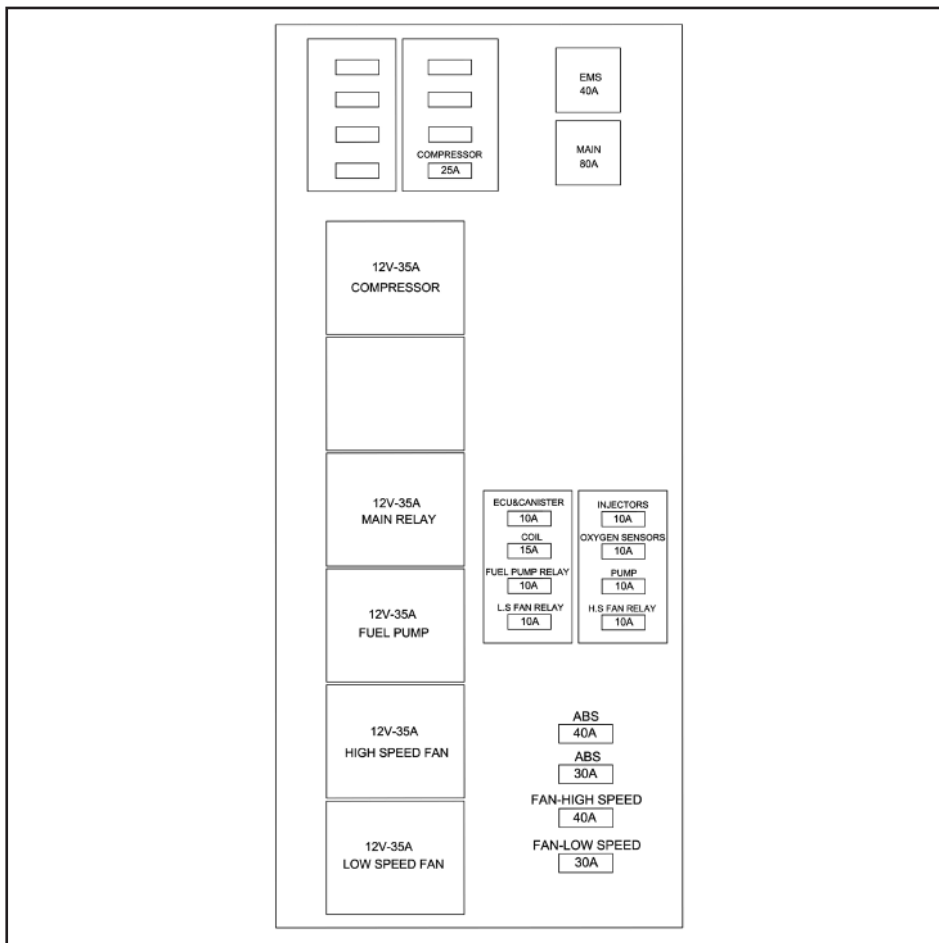 EMS
40A
MAIN
80A
COMPRESSOR
25A
12V-35A
COMPRESSOR
12V-35A
MAIN RELAY
ECU&CANISTER
10A
COIL
15A
FUEL PUMP RELAY
10A
L.S FAN RELAY
10A
INJECTORS
10A
OXYGEN SENSORS
10A
PUMP
10A
H.S FAN RELAY
10A
12V-35A
FUEL PUMP
12V-35A
HIGH SPEED FAN
12V-35A
LOW SPEED FAN
ABS
40A
ABS
30A
FAN-HIGH SPEED
40A
FAN-LOW SPEED
30A